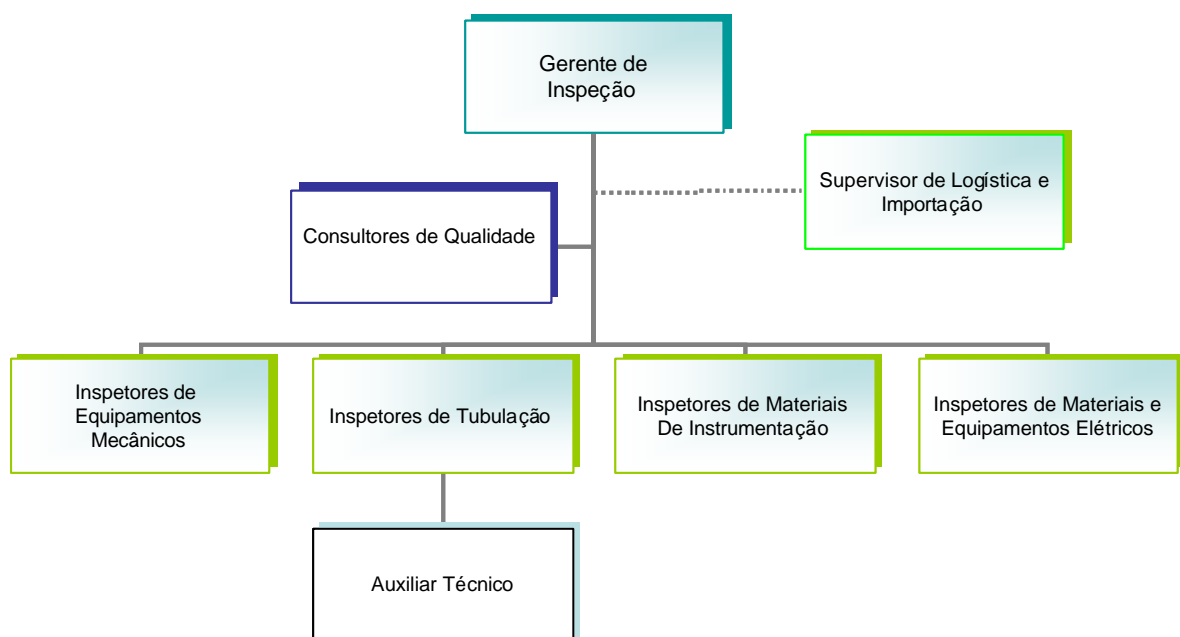 Gerente de
Inspeção
Supervisor de Logística e
Importação
Consultores de Qualidade
Inspetores de
Equipamentos
Mecânicos
Inspetores de Tubulação
Inspetores de Materiais
De Instrumentação
Inspetores de Materiais e
Equipamentos Elétricos
Auxiliar Técnico